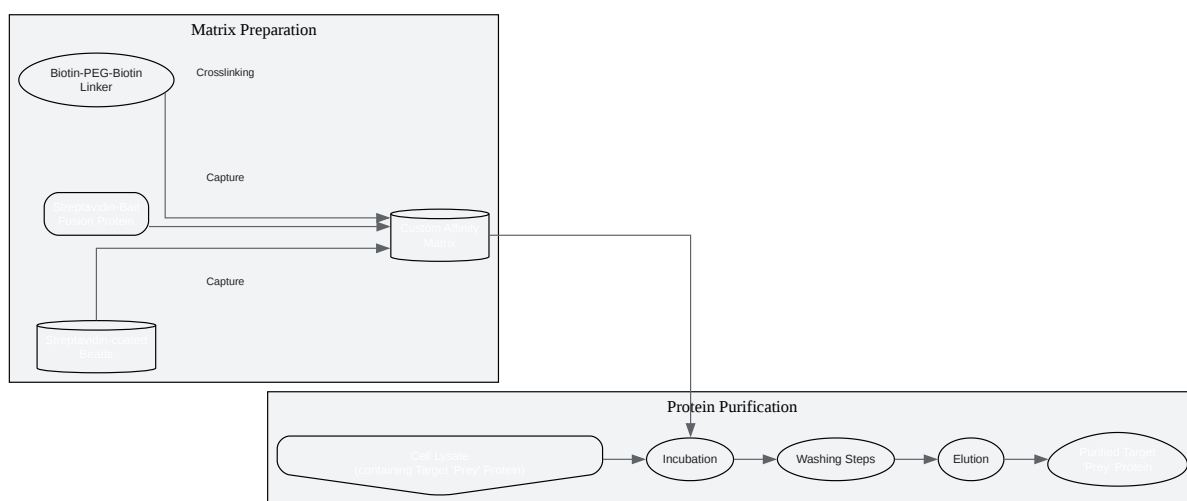 Matrix Preparation
Biotin-PEG-Biotin
Linker
Crosslinking
Capture
Streptavidin-Bait
Fusion Protein
Custom Affinity
Matrix
Capture
Streptavidin-coated
Beads
Protein Purification
Cell Lysate
(containing Target 'Prey' Protein)
Incubation
Washing Steps
Elution
Purified Target
'Prey' Protein